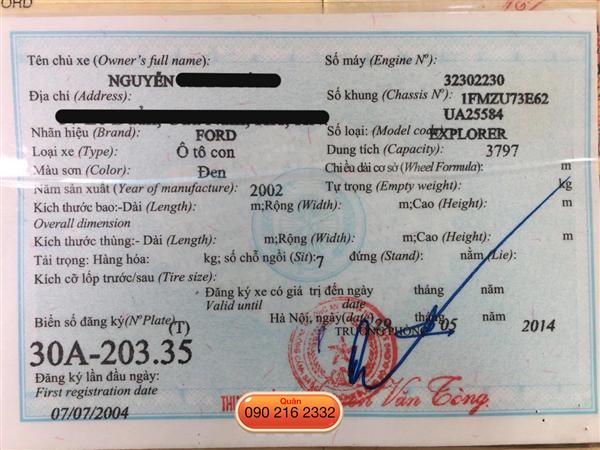 ORD
Tên chủ xe (Owner's full name):
NGUYỄN
Địa chỉ (Address):
Nhãn hiệu (Brand): FORD
Loại xe (Type): Ô tô con
Màu sơn (Color): Đen
Năm sản xuất (Year of manufacture): 2002
Số máy (Engine Nº): 32302230
Số khung (Chassis Nº): 1FMZU73E62
UA25584
Số loại: (Model code): EXPLORER
Dung tích (Capacity): 3797
Chiều dài cơ sở (Wheel Formula): m
Tự trọng (Empty weight): kg
Kích thước bao:-Dài (Length): m;Rộng (Width): m;Cao (Height): m
Overall dimension
Kích thước thùng:- Dài (Length): m;Rộng (Width): m;Cao (Height): m
Tải trọng: Hàng hóa: kg; số chỗ ngồi (Sit):7 đứng (Stand): nằm (Lie):
Kích cỡ lốp trước/sau (Tire size):
Đăng ký xe có giá trị đến ngày tháng năm
Valid until
Hà Nội, ngày(date) 29 tháng 05 năm 2014
TRƯỞNG PHÒNG
Biển số đăng ký(Nº Plate)
(T)
30A-203.35
Đăng ký lần đầu ngày:
First registration date
07/07/2004
Văn Tòng
Quân
090 216 2332